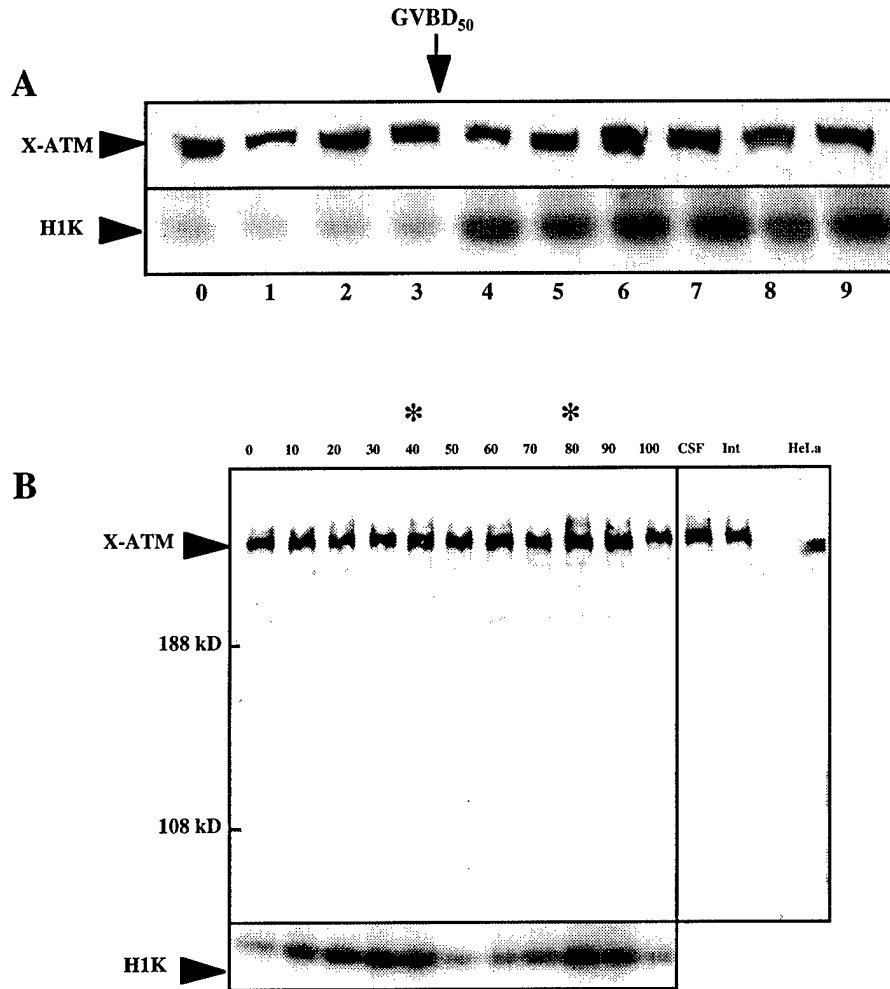 GVBD50
A
X-ATM
H1K
0 1 2 3 4 5 6 7 8 9
* *
0 10 20 30 40 50 60 70 80 90 100 CSF Int HeLa
B
X-ATM
188 kD
108 kD
H1K